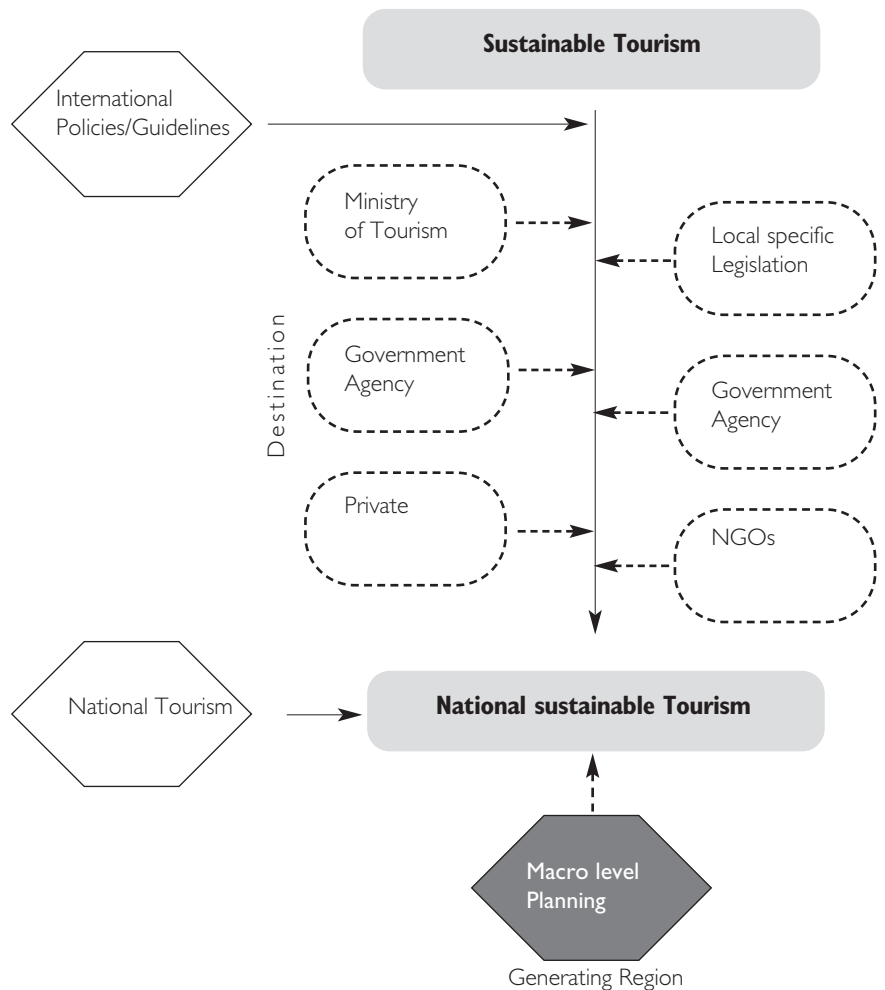 Sustainable Tourism
International
Policies/Guidelines
Ministry
of Tourism
Local specific
Legislation
Destination
Government
Agency
Government
Agency
Private
NGOs
National Tourism
National sustainable Tourism
Macro level
Planning
Generating Region